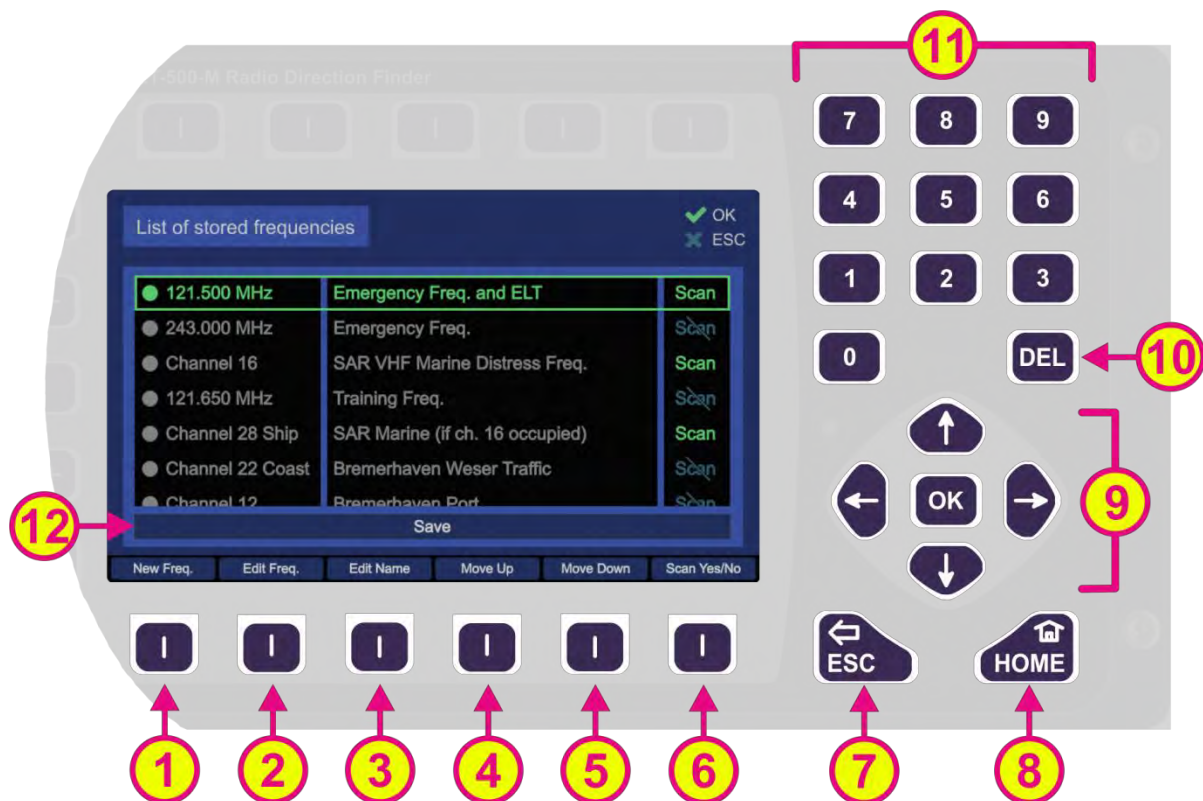 11
-500-M Radio Direction Finder
7 8 9
4 5 6
1 2 3
0 DEL
10
List of stored frequencies
OK
ESC
121.500 MHz Emergency Freq. and ELT Scan
243.000 MHz Emergency Freq. Scan
Channel 16 SAR VHF Marine Distress Freq. Scan
121.650 MHz Training Freq. Scan
Channel 28 Ship SAR Marine (if ch. 16 occupied) Scan
Channel 22 Coast Bremerhaven Weser Traffic Scan
Channel 12 Bremerhaven Port Scan
12
Save
OK
9
New Freq. Edit Freq. Edit Name Move Up Move Down Scan Yes/No
ESC
HOME
1 2 3 4 5 6 7 8